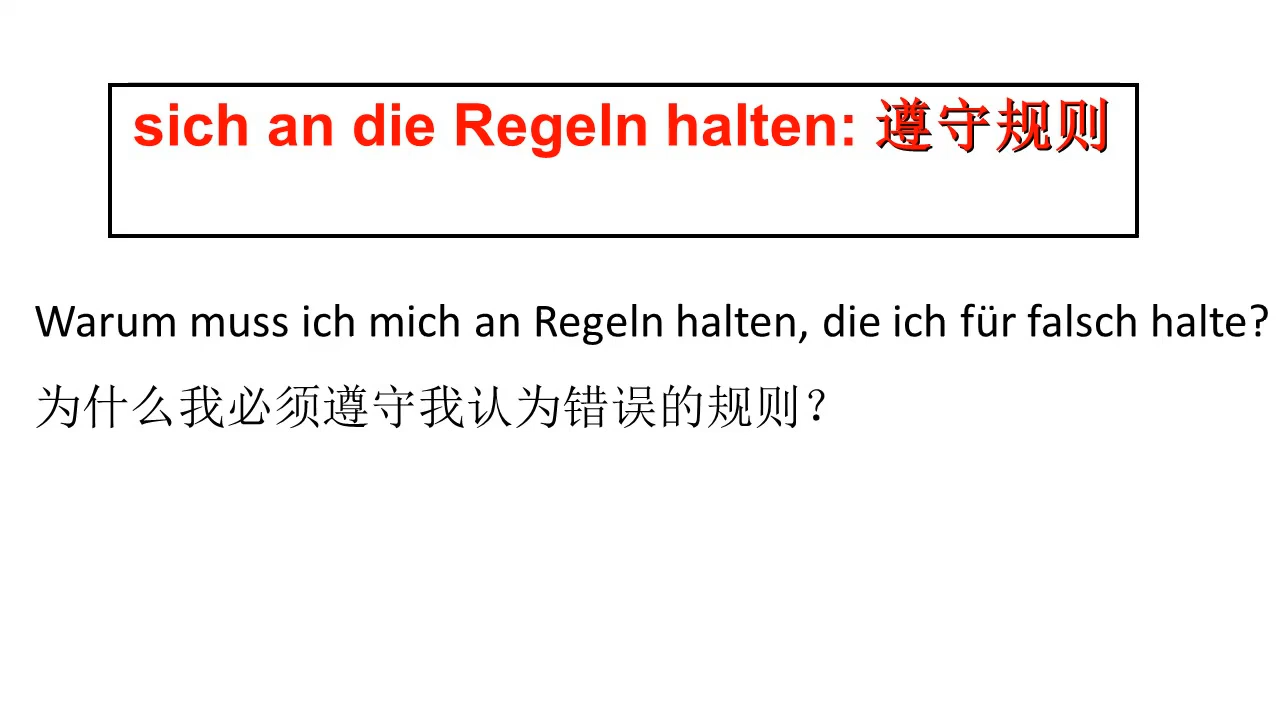 sich an die Regeln halten: 遵守规则
Warum muss ich mich an Regeln halten, die ich für falsch halte?
为什么我必须遵守我认为错误的规则？